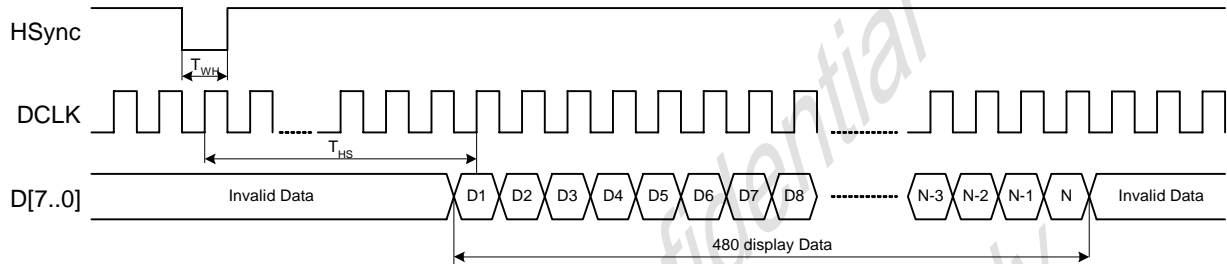 HSync
T_WH
DCLK
T_HS
D[7..0] Invalid Data D1 D2 D3 D4 D5 D6 D7 D8 N-3 N-2 N-1 N Invalid Data
480 display Data
fidential